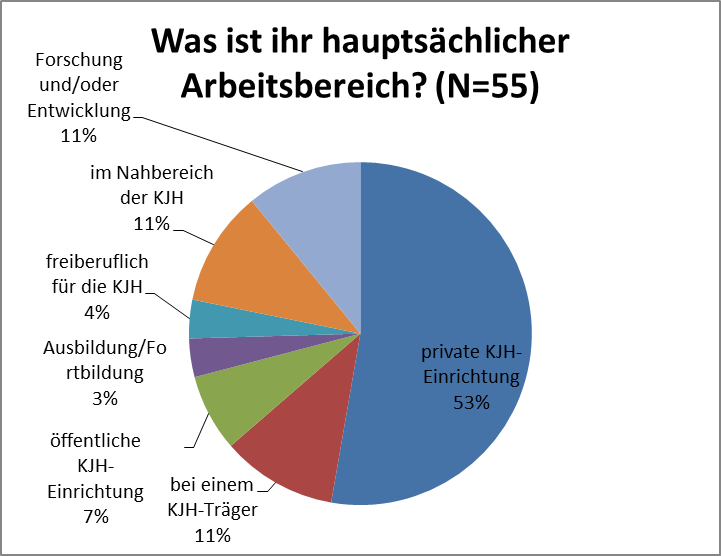 Was ist ihr hauptsächlicher
Arbeitsbereich? (N=55)
Forschung
und/oder
Entwicklung
11%
im Nahbereich
der KJH
11%
freiberuflich
für die KJH
4%
Ausbildung/Fo
rtbildung
3%
öffentliche
KJH-
Einrichtung
7%
bei einem
KJH-Träger
11%
private KJH-
Einrichtung
53%